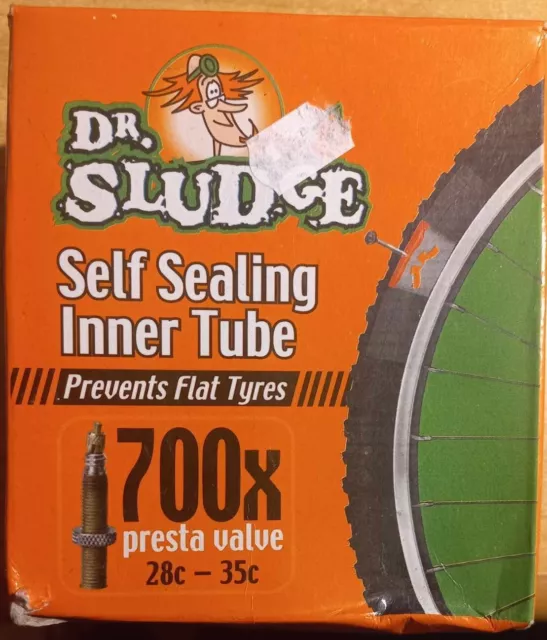 DR.
SLUDGE
Self Sealing
Inner Tube
Prevents Flat Tyres
700x
presta valve
28c – 35c